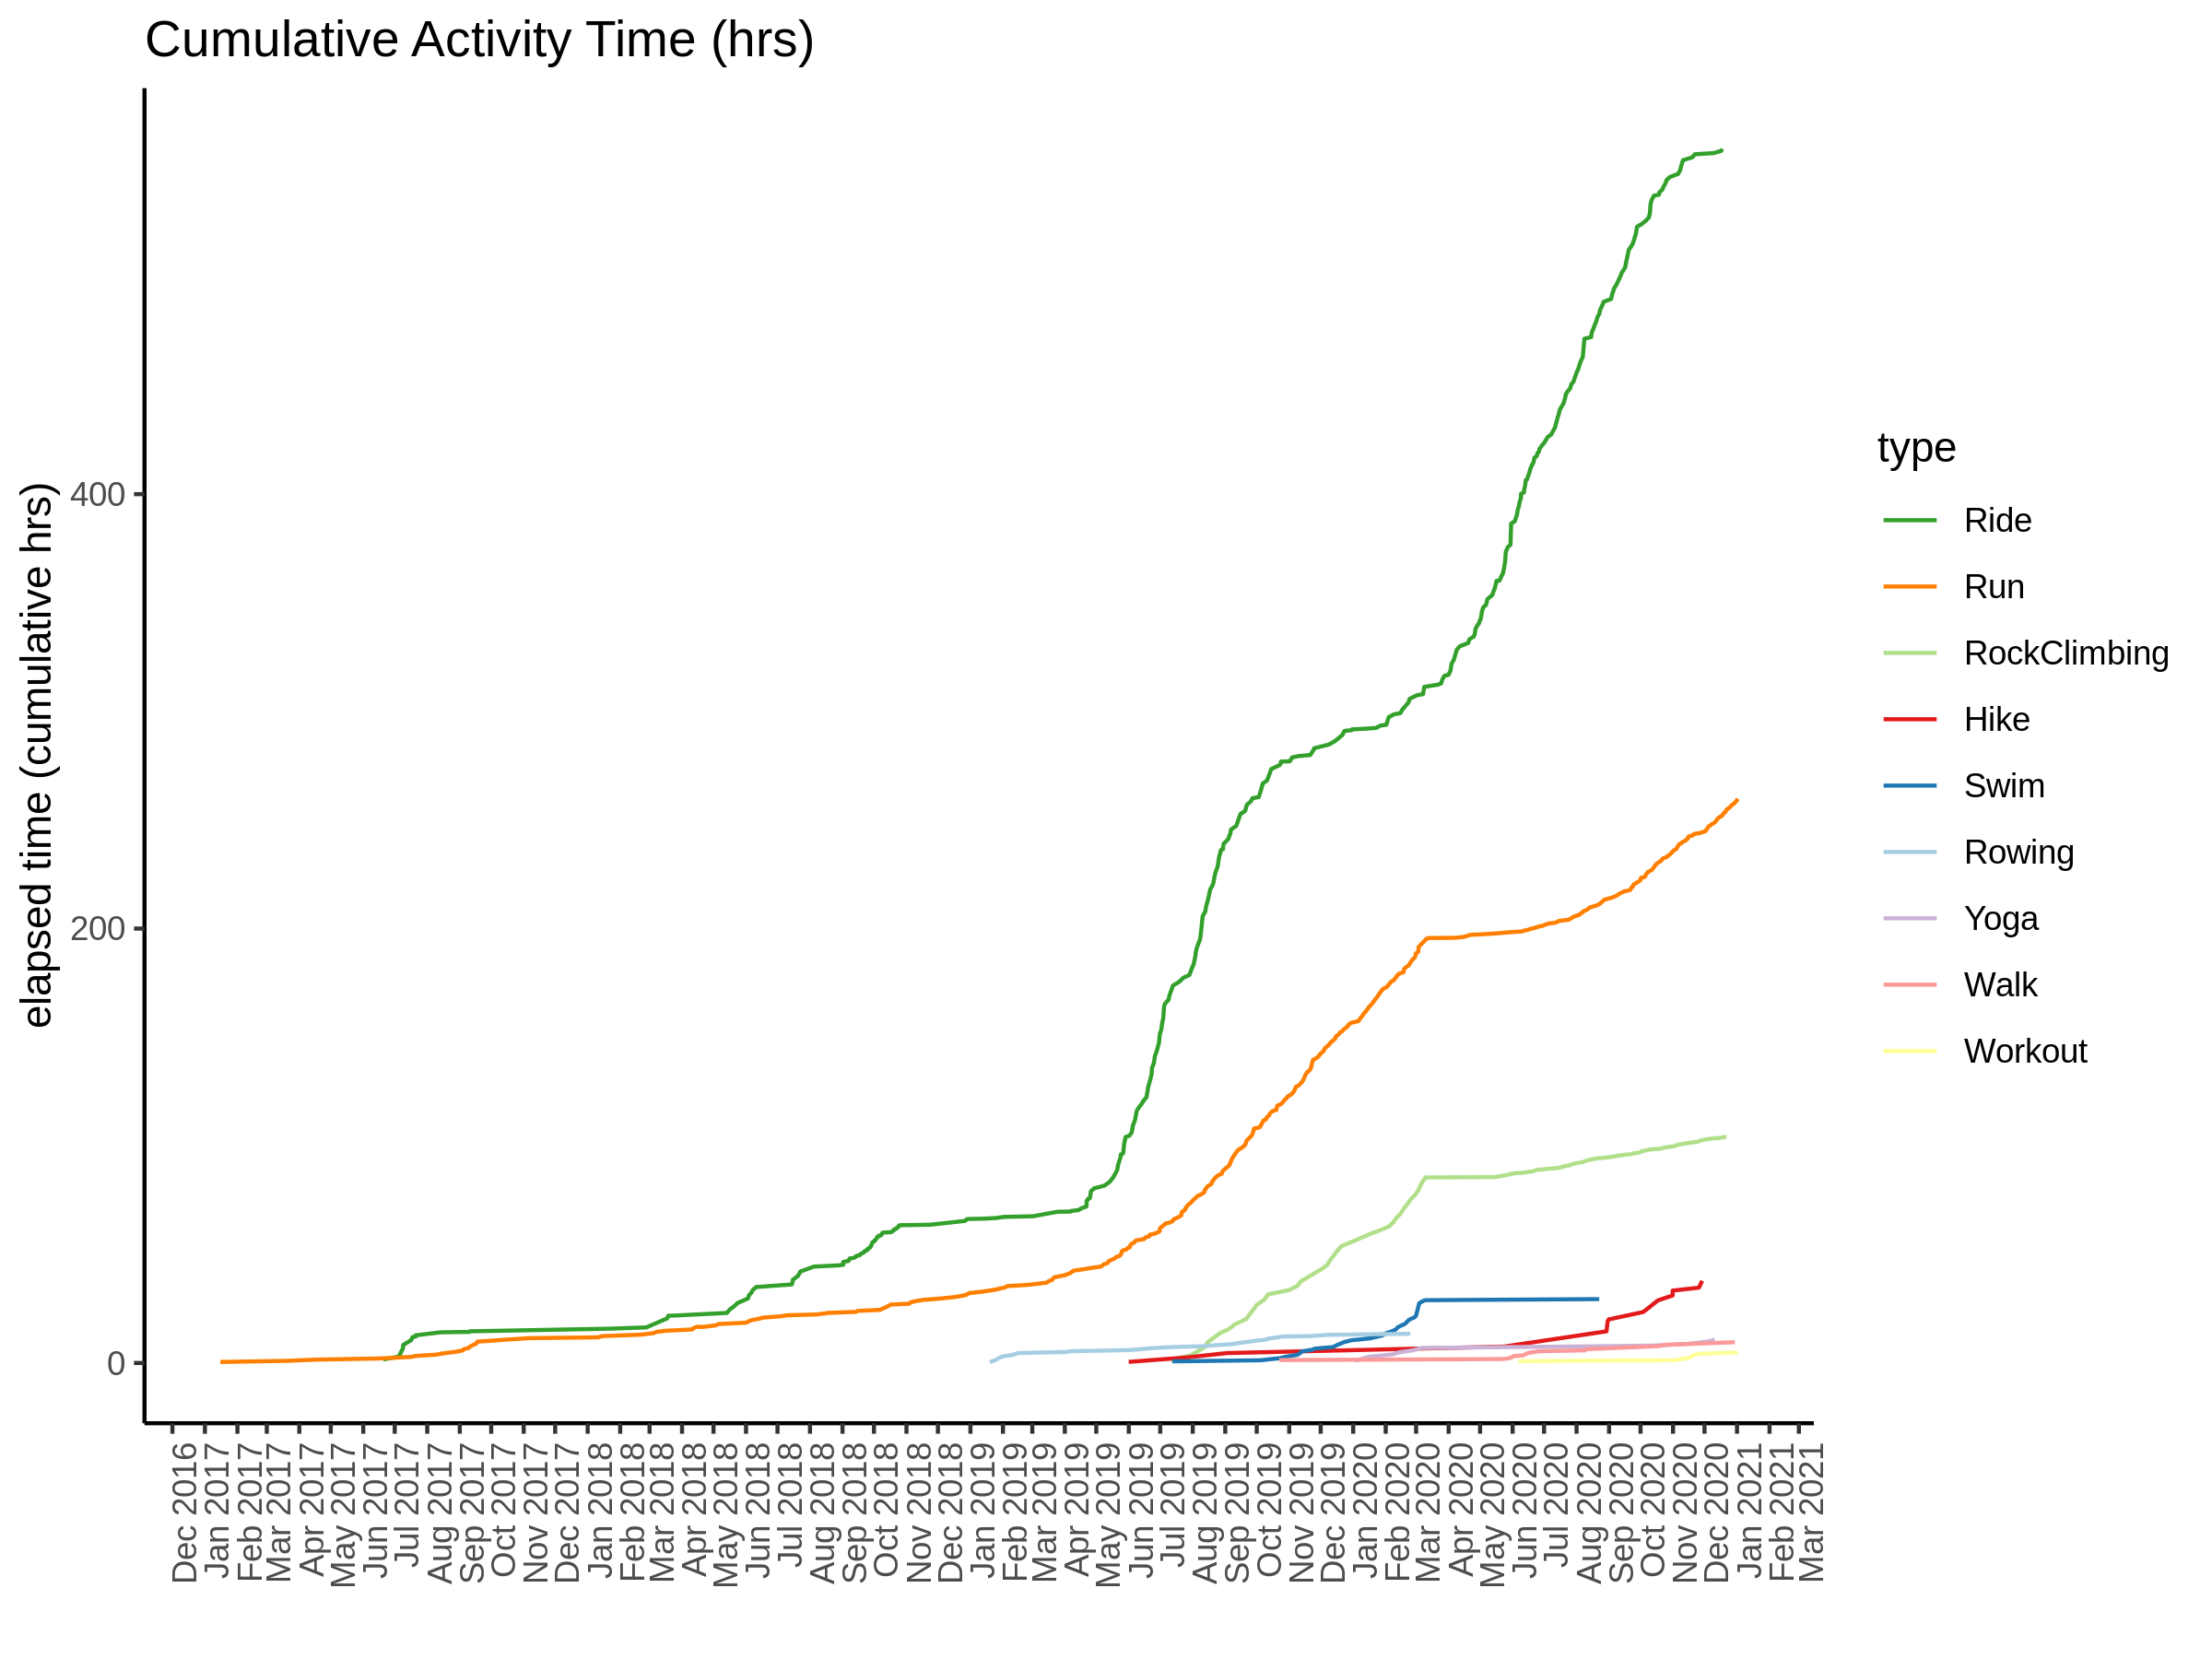 Cumulative Activity Time (hrs)
elapsed time (cumulative hrs)
400
200
0
Dec 2016
Jan 2017
Feb 2017
Mar 2017
Apr 2017
May 2017
Jun 2017
Jul 2017
Aug 2017
Sep 2017
Oct 2017
Nov 2017
Dec 2017
Jan 2018
Feb 2018
Mar 2018
Apr 2018
May 2018
Jun 2018
Jul 2018
Aug 2018
Sep 2018
Oct 2018
Nov 2018
Dec 2018
Jan 2019
Feb 2019
Mar 2019
Apr 2019
May 2019
Jun 2019
Jul 2019
Aug 2019
Sep 2019
Oct 2019
Nov 2019
Dec 2019
Jan 2020
Feb 2020
Mar 2020
Apr 2020
May 2020
Jun 2020
Jul 2020
Aug 2020
Sep 2020
Oct 2020
Nov 2020
Dec 2020
Jan 2021
Feb 2021
Mar 2021
type
Ride
Run
RockClimbing
Hike
Swim
Rowing
Yoga
Walk
Workout